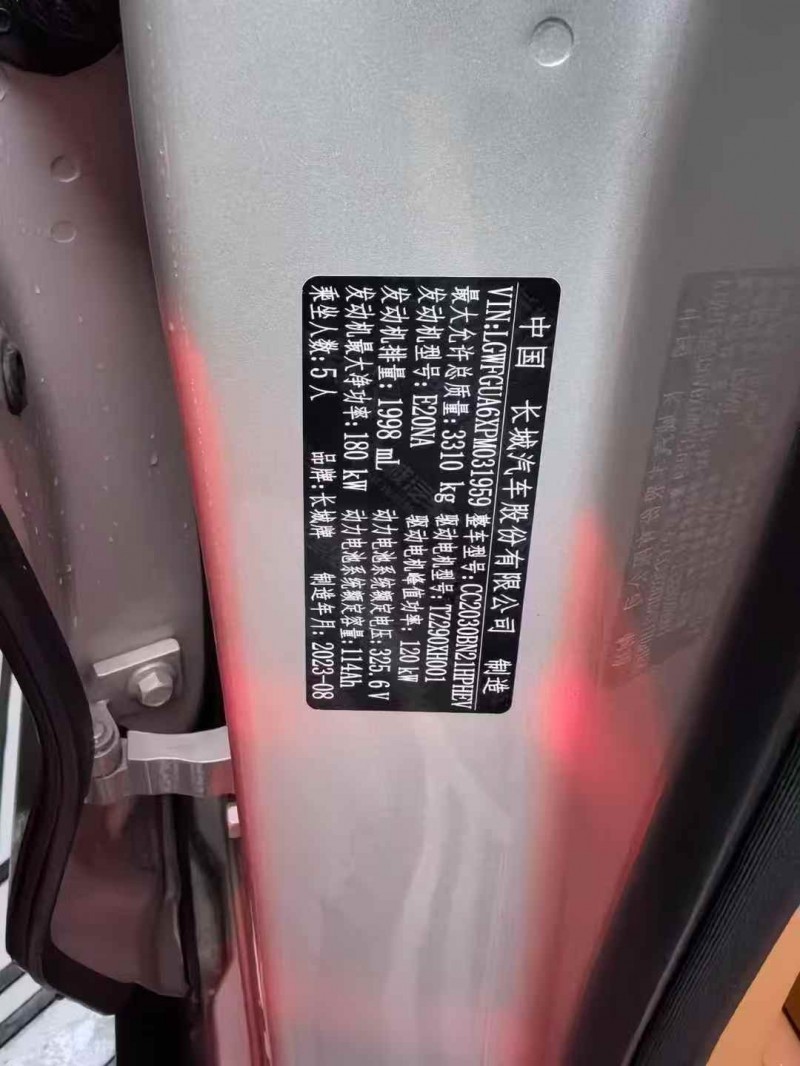 中国 长城汽车股份有限公司 制造
VIN:LGWFGUA6XPM031959 整车型号:CC2030BN21HPHEV
最大允许总质量:3310 kg 驱动电机型号:TZ290XH001
发动机型号:E20NA 驱动电机峰值功率:120 kW
发动机排量:1998 ml 动力电池系统额定电压:325.6 V
发动机最大净功率:180 kW 动力电池系统额定容量:114Ah
乘坐人数:5人 品牌:长城牌 制造年月:2023-08